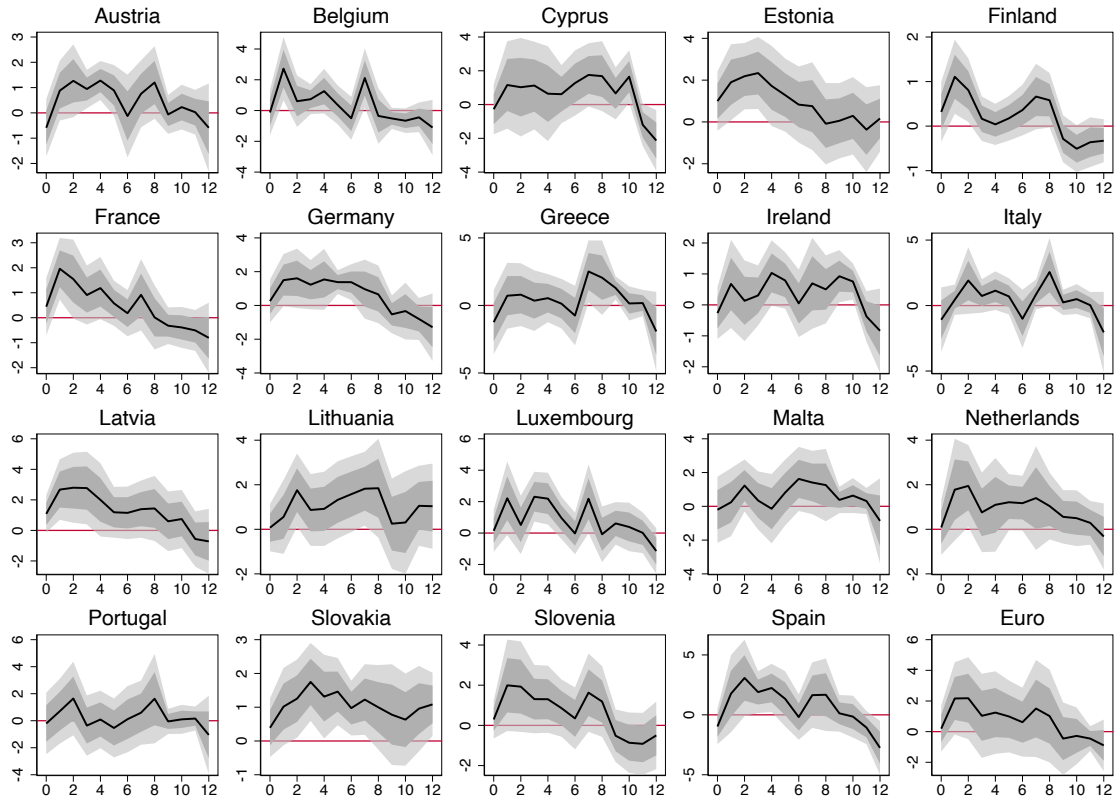 Austria
-2 -1 0 1 2 3
0 2 4 6 8 10 12
Belgium
-2 0 2 4
0 2 4 6 8 10 12
Cyprus
-4 -2 0 2 4
0 2 4 6 8 10 12
Estonia
-2 0 2 4
0 2 4 6 8 10 12
Finland
-1 0 1 2
0 2 4 6 8 10 12
France
-2 -1 0 1 2 3
0 2 4 6 8 10 12
Germany
-4 -2 0 2 4
0 2 4 6 8 10 12
Greece
-5 0 5
0 2 4 6 8 10 12
Ireland
-2 -1 0 1 2
0 2 4 6 8 10 12
Italy
-5 0 5
0 2 4 6 8 10 12
Latvia
-2 0 2 4 6
0 2 4 6 8 10 12
Lithuania
-2 0 2 4
0 2 4 6 8 10 12
Luxembourg
-2 0 2 4 6
0 2 4 6 8 10 12
Malta
-4 -2 0 2 4
0 2 4 6 8 10 12
Netherlands
-2 0 2 4
0 2 4 6 8 10 12
Portugal
-4 -2 0 2 4 6
0 2 4 6 8 10 12
Slovakia
-1 0 1 2 3
0 2 4 6 8 10 12
Slovenia
-2 0 2 4
0 2 4 6 8 10 12
Spain
-5 0 5
0 2 4 6 8 10 12
Euro
-2 0 2 4 6
0 2 4 6 8 10 12